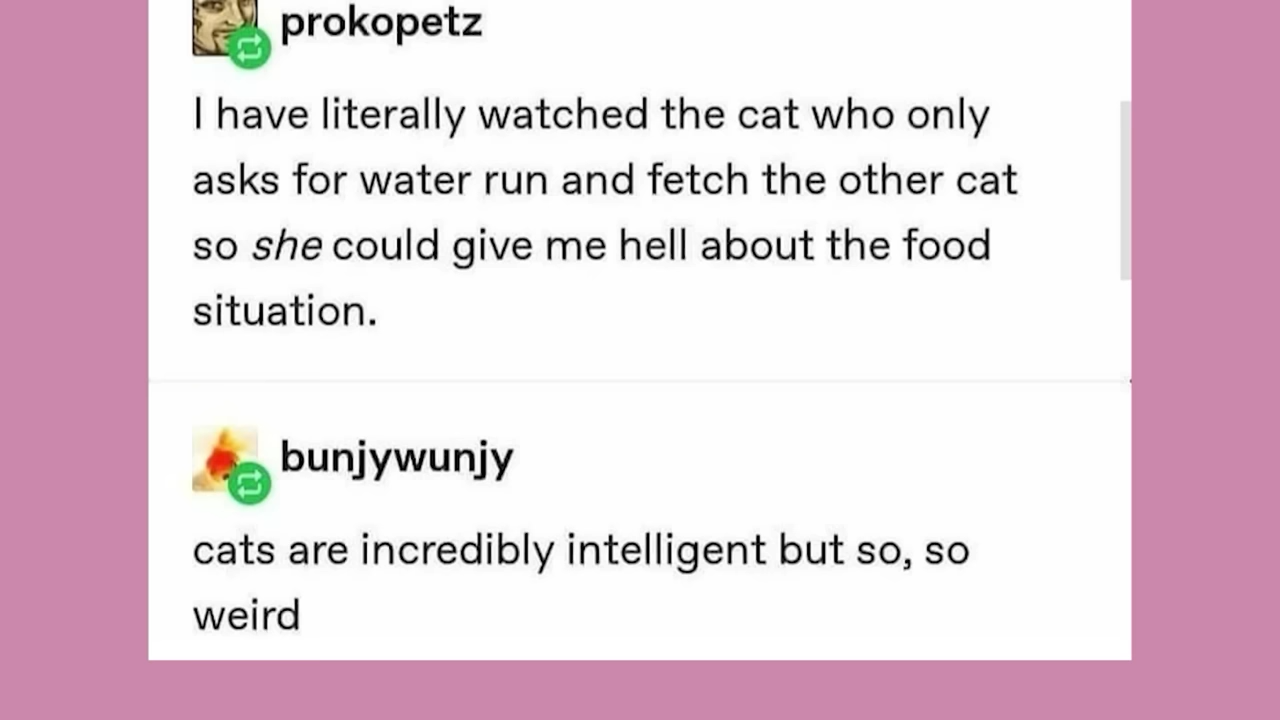 prokopetz
I have literally watched the cat who only
asks for water run and fetch the other cat
so she could give me hell about the food
situation.
bunjywunjy
cats are incredibly intelligent but so, so
weird